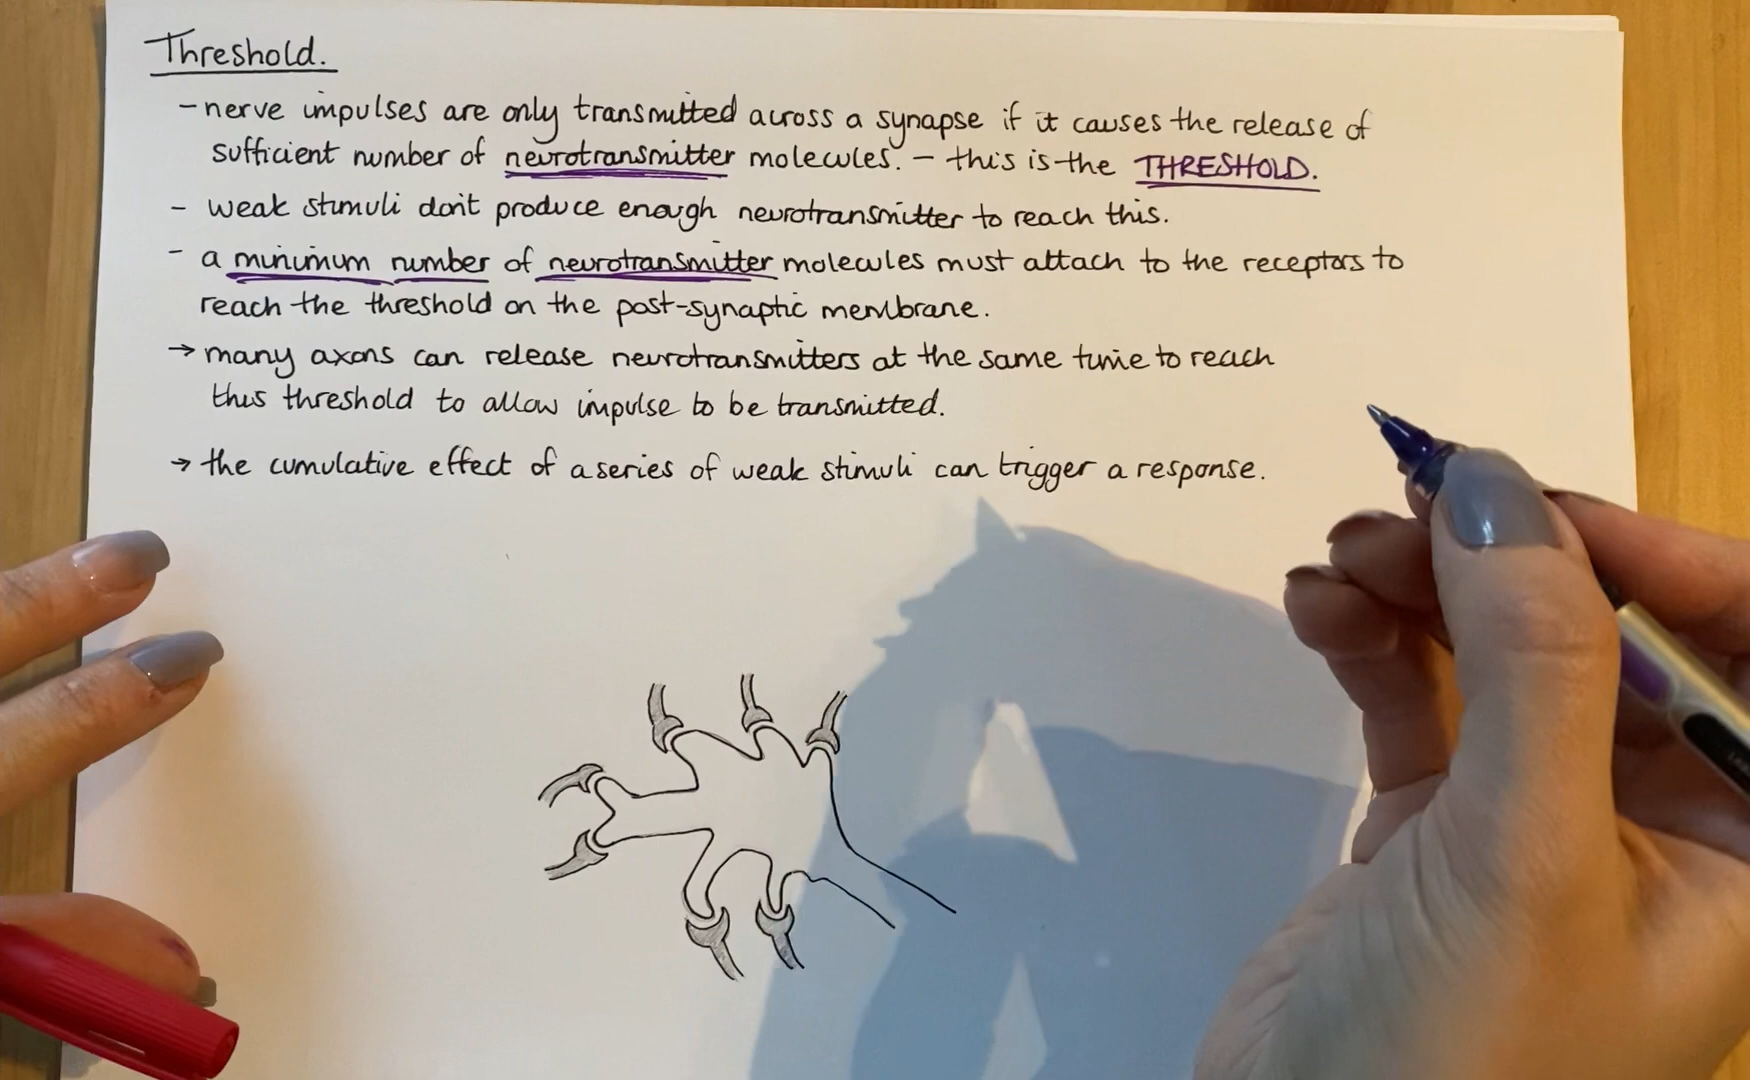 Threshold.
- nerve impulses are only transmitted across a synapse if it causes the release of
sufficient number of neurotransmitter molecules. - this is the THRESHOLD.
- weak stimuli don't produce enough neurotransmitter to reach this.
- a minimum number of neurotransmitter molecules must attach to the receptors to
reach the threshold on the post-synaptic membrane.
→ many axons can release neurotransmitters at the same time to reach
this threshold to allow impulse to be transmitted.
→ the cumulative effect of a series of weak stimuli can trigger a response.